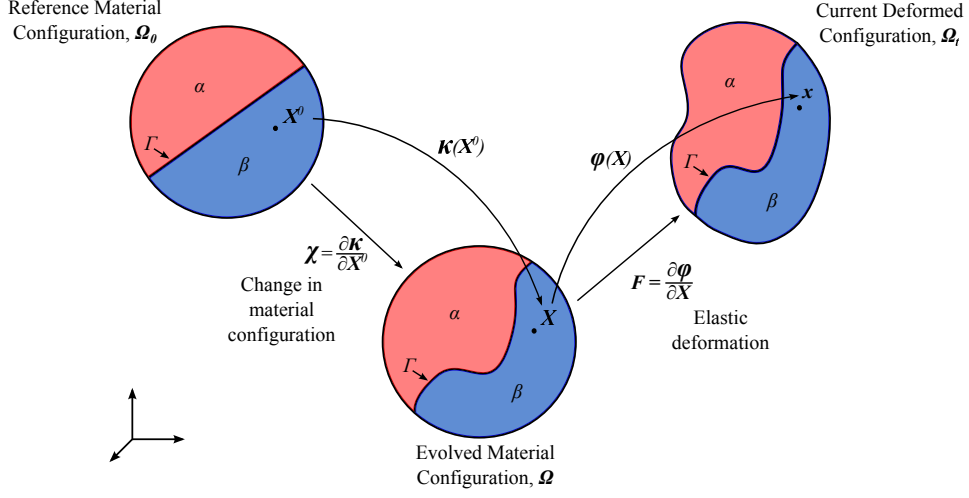 Reference Material
Configuration, Ω₀
α
X⁰
Γ
β
κ(X⁰)
χ = ∂κ/∂X⁰
Change in
material
configuration
α
X
Γ
β
Evolved Material
Configuration, Ω
φ(X)
F = ∂φ/∂X
Elastic
deformation
Current Deformed
Configuration, Ωₜ
α
x
Γ
β